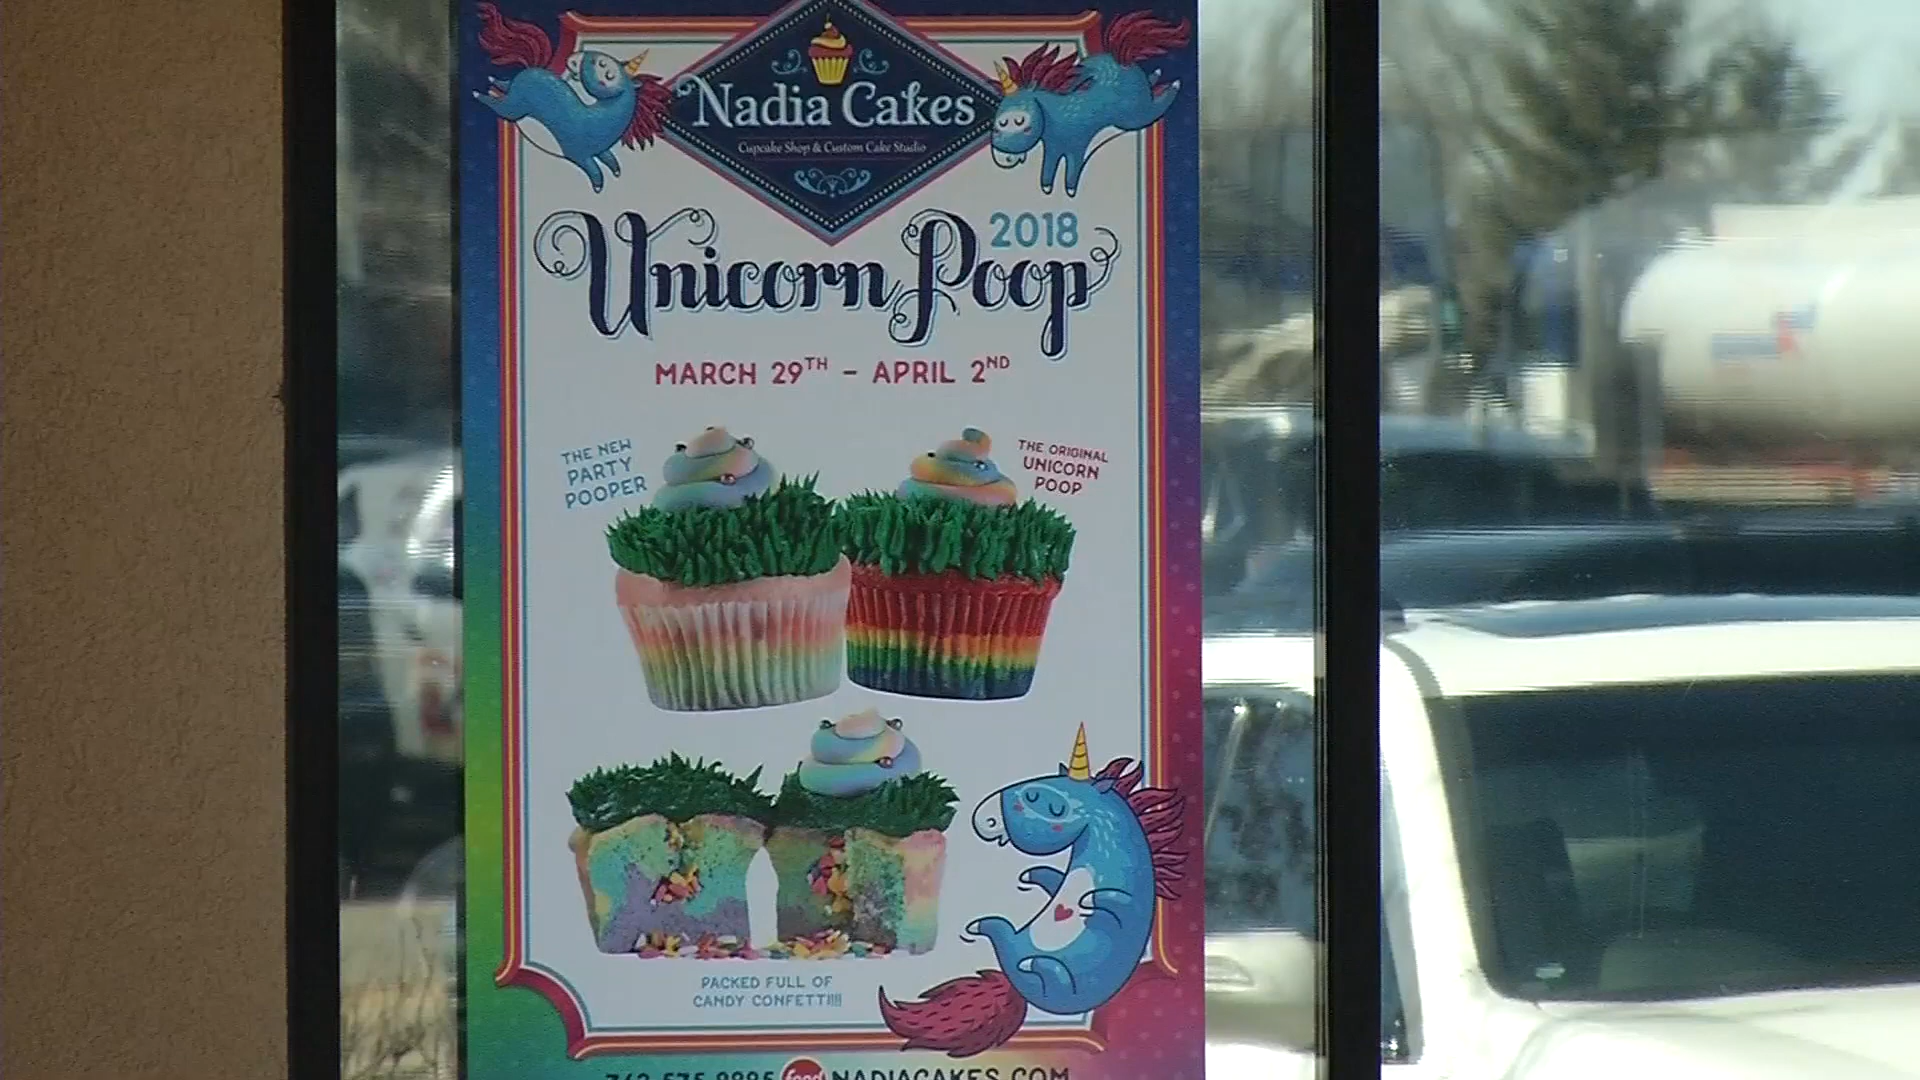 Nadia Cakes
Cupcake Shop & Custom Cake Studio
2018
Unicorn Poop
MARCH 29TH - APRIL 2ND
THE NEW
PARTY
POOPER
THE ORIGINAL
UNICORN
POOP
PACKED FULL OF
CANDY CONFETTI!!!!
food NADIACAKES.COM